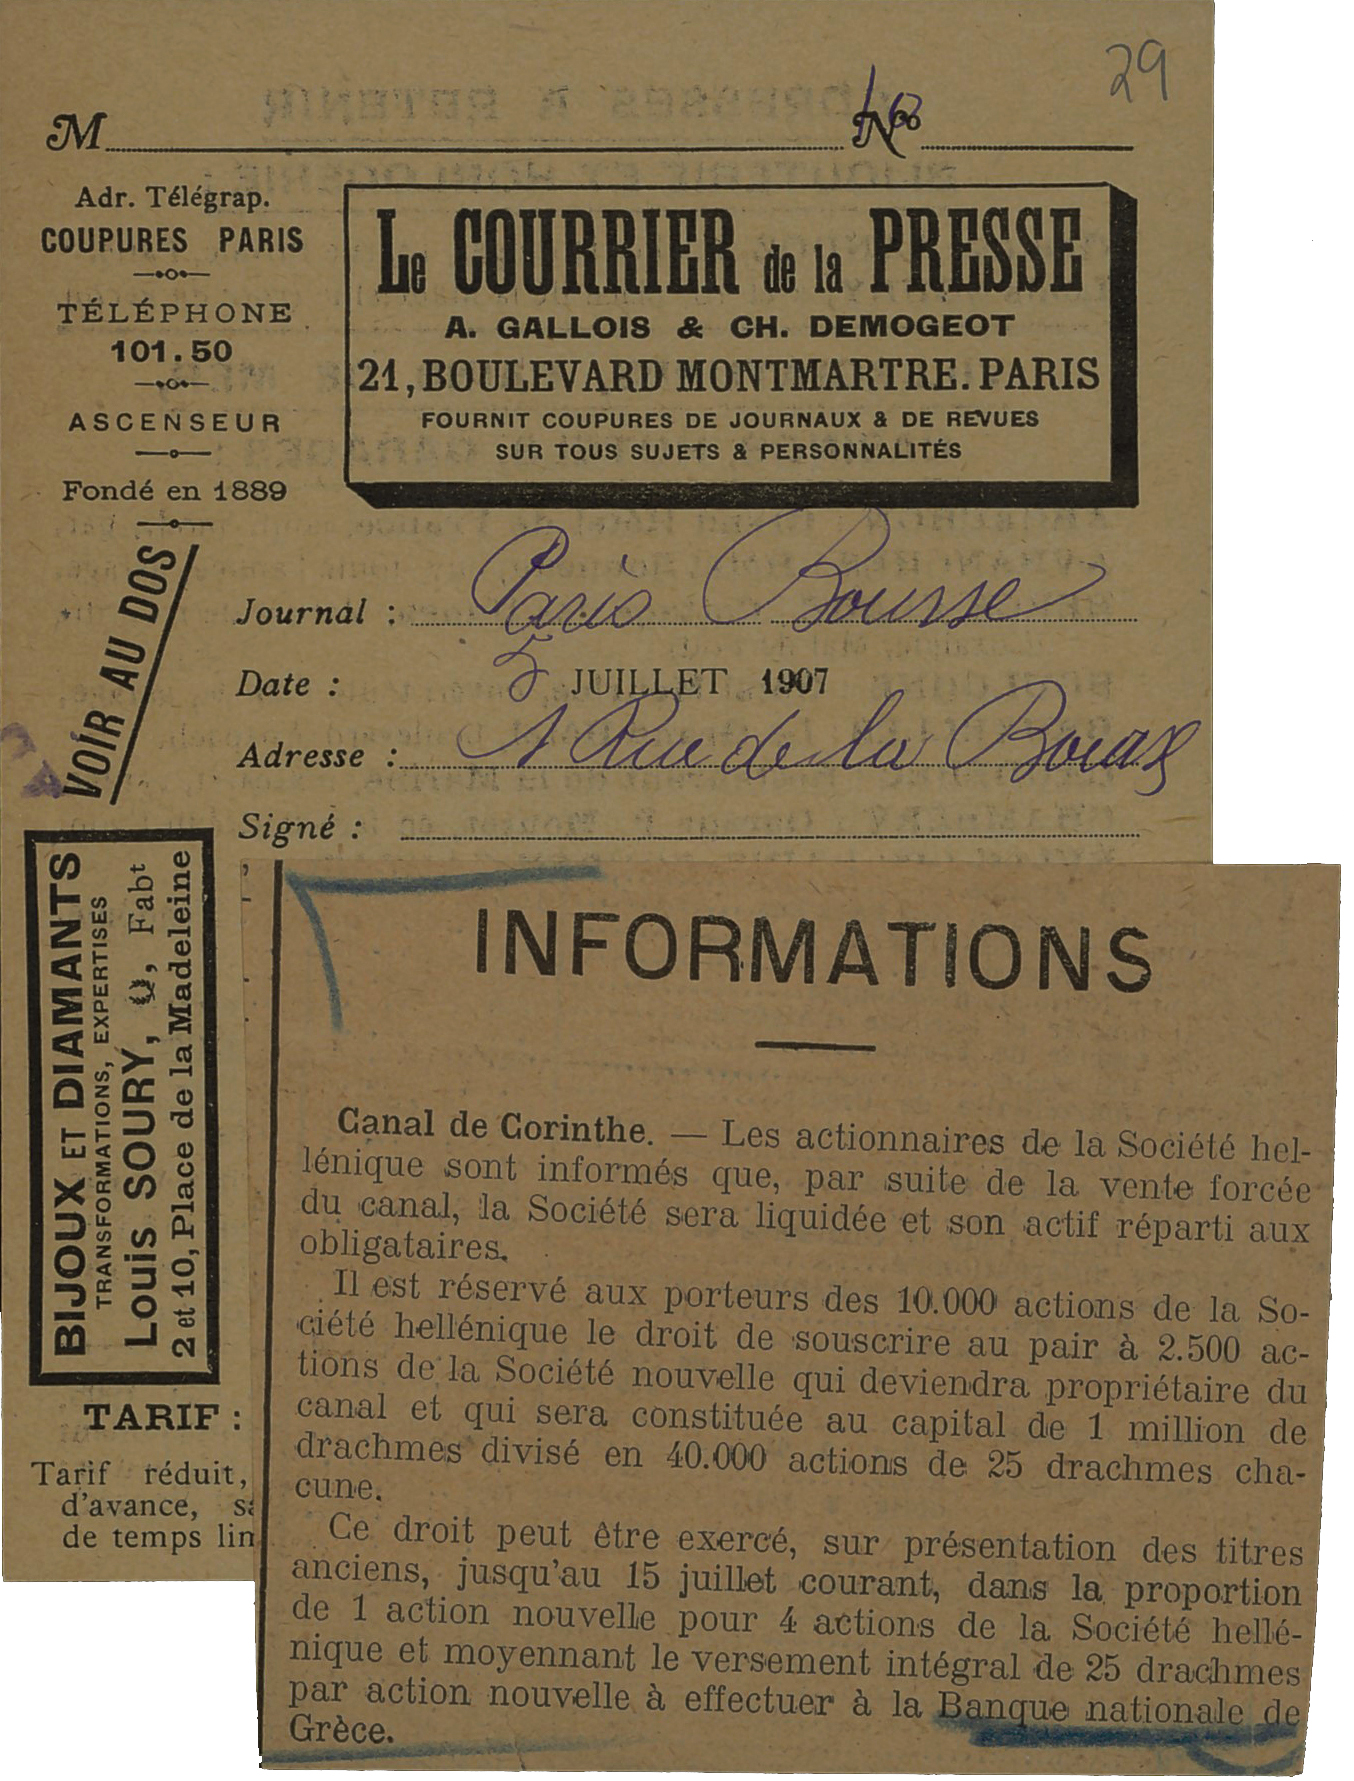 29
M No
Adr. Télégrap.
COUPURES PARIS
TÉLÉPHONE
101.50
ASCENSEUR
Fondé en 1889
VOIR AU DOS
Le COURRIER de la PRESSE
A. GALLOIS & CH. DEMOGEOT
21, BOULEVARD MONTMARTRE. PARIS
FOURNIT COUPURES DE JOURNAUX & DE REVUES
SUR TOUS SUJETS & PERSONNALITÉS
Journal : Paris Bourse
Date : 5 JUILLET 1907
Adresse : 1 Rue de la
Signé :
BIJOUX ET DIAMANTS
TRANSFORMATIONS, EXPERTISES
LOUIS SOURY, Fabt
2 et 10, Place de la Madeleine
TARIF :
Tarif réduit,
d'avance,
de temps
INFORMATIONS
Canal de Corinthe. — Les actionnaires de la Société hel-
lénique sont informés que, par suite de la vente forcée
du canal, la Société sera liquidée et son actif réparti aux
obligataires.
Il est réservé aux porteurs des 10.000 actions de la So-
ciété hellénique le droit de souscrire au pair à 2.500 ac-
tions de la Société nouvelle qui deviendra propriétaire du
canal et qui sera constituée au capital de 1 million de
drachmes divisé en 40.000 actions de 25 drachmes cha-
cune.
Ce droit peut être exercé, sur présentation des titres
anciens, jusqu'au 15 juillet courant, dans la proportion
de 1 action nouvelle pour 4 actions de la Société hellé-
nique et moyennant le versement intégral de 25 drachmes
par action nouvelle à effectuer à la Banque nationale de
Grèce.